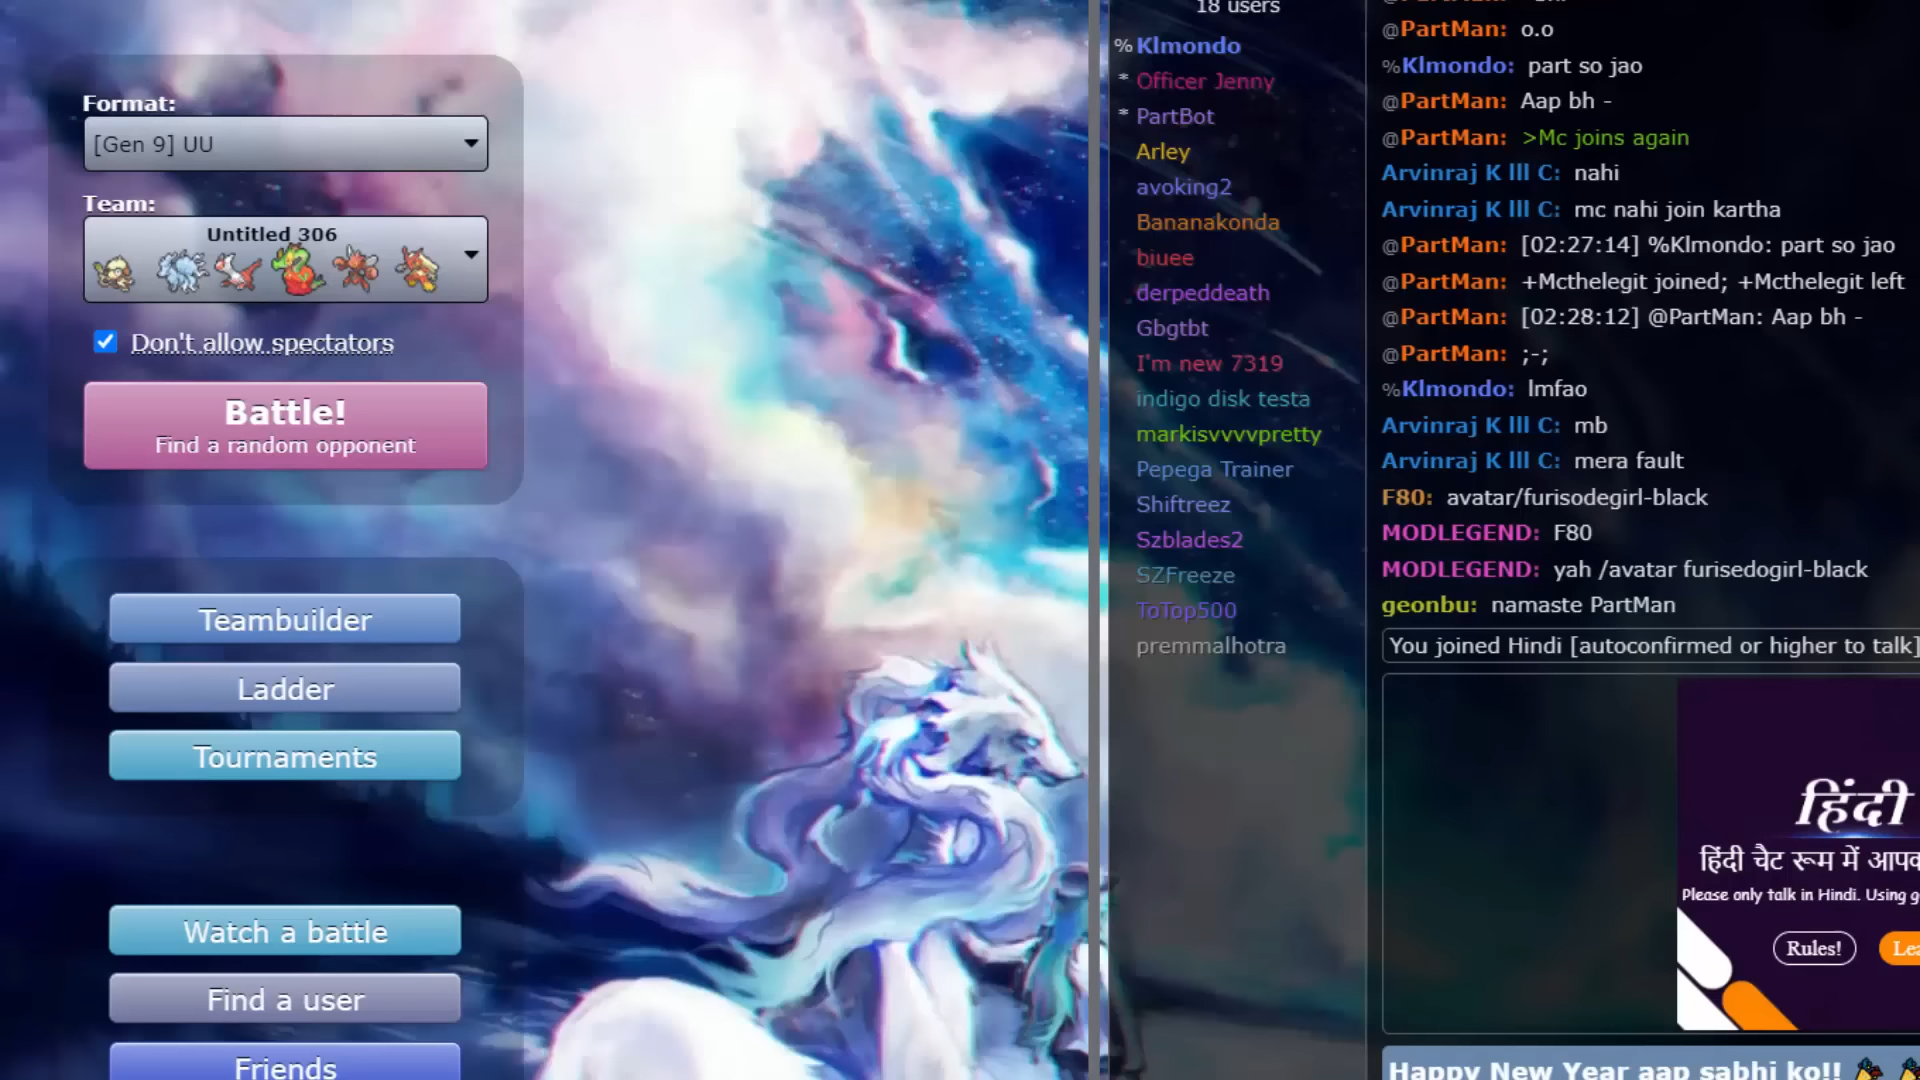 Format:
[Gen 9] UU
Team:
Untitled 306
Don't allow spectators
Battle!
Find a random opponent
Teambuilder
Ladder
Tournaments
Watch a battle
Find a user
Friends
18 users
%Klmondo
* Officer Jenny
* PartBot
Arley
avoking2
Bananakonda
biuee
derpeddeath
Gbgtbt
I'm new 7319
indigo disk testa
markisvvvvpretty
Pepega Trainer
Shiftreez
Szblades2
SZFreeze
ToTop500
premmalhotra
@PartMan: o.o
%Klmondo: part so jao
@PartMan: Aap bh -
@PartMan: >Mc joins again
Arvinraj K lll C: nahi
Arvinraj K lll C: mc nahi join kartha
@PartMan: [02:27:14] %Klmondo: part so jao
@PartMan: +Mcthelegit joined; +Mcthelegit left
@PartMan: [02:28:12] @PartMan: Aap bh -
@PartMan: ;-;
%Klmondo: lmfao
Arvinraj K lll C: mb
Arvinraj K lll C: mera fault
F80: avatar/furisodegirl-black
MODLEGEND: F80
MODLEGEND: yah /avatar furisedogirl-black
geonbu: namaste PartMan
You joined Hindi [autoconfirmed or higher to talk]
हिंदी
हिंदी चैट रूम में
Please only talk in Hindi. Using
Rules!
Happy New Year aap sabhi ko!!